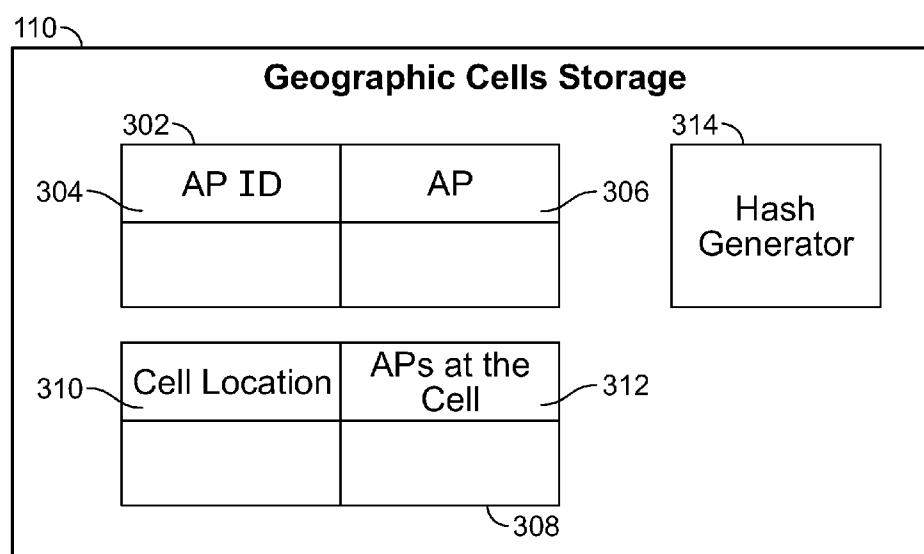 110
Geographic Cells Storage
302
314
304
AP ID
AP
306
Hash
Generator
310
Cell Location
APs at the
Cell
312
308